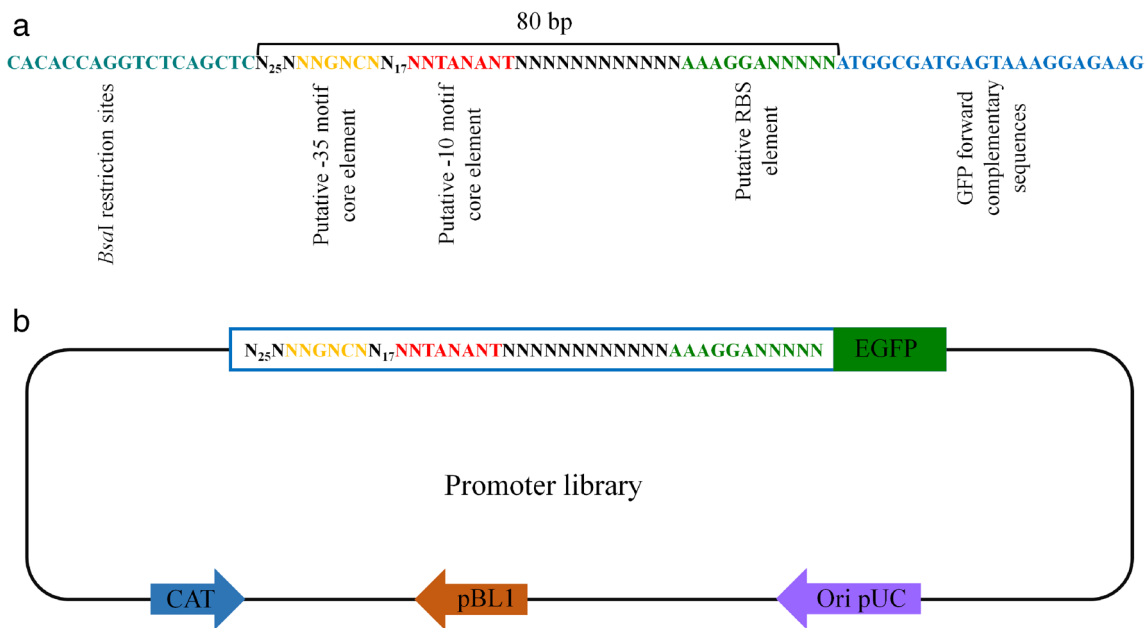 a
80 bp
CACACCAGGTCTCAGCTCN₂₅NNNGNCNN₁₇NNTANANTNNNNNNNNNNNNAAAGGANNNNNATGGCGATGAGTAAAGGAGAAG
BsaI restriction sites
Putative -35 motif
core element
Putative -10 motif
core element
Putative RBS
element
GFP forward
complementary
sequences
b
N₂₅NNNGNCNN₁₇NNTANANTNNNNNNNNNNNNAAAGGANNNNN
EGFP
Promoter library
CAT
pBL1
Ori pUC